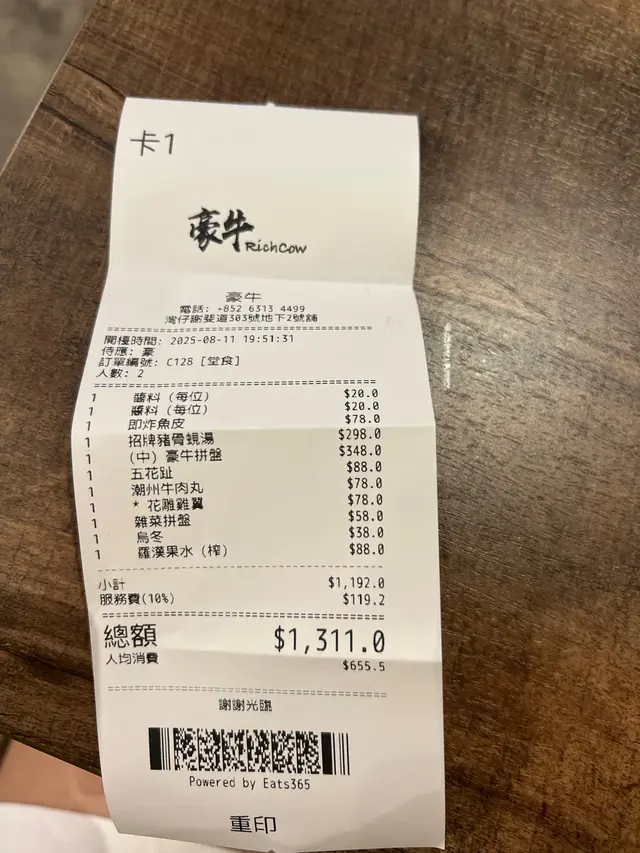 卡1
豪牛 RichCow
豪牛
電話: +852 6313 4499
灣仔謝斐道303號地下2號舖
開檯時間: 2025-08-11 19:51:31
侍應: 豪
訂單編號: C128 [堂食]
人數: 2
1 醬料 (每位) $20.0
1 醬料 (每位) $20.0
1 即炸魚皮 $78.0
1 招牌豬骨蜆湯 $298.0
1 (中) 豪牛拼盤 $348.0
1 五花趾 $88.0
1 潮州牛肉丸 $78.0
1 * 花雕雞翼 $78.0
1 雜菜拼盤 $58.0
1 烏冬 $38.0
1 羅漢果水 (榨) $88.0
小計 $1,192.0
服務費(10%) $119.2
總額 $1,311.0
人均消費 $655.5
謝謝光臨
Powered by Eats365
重印